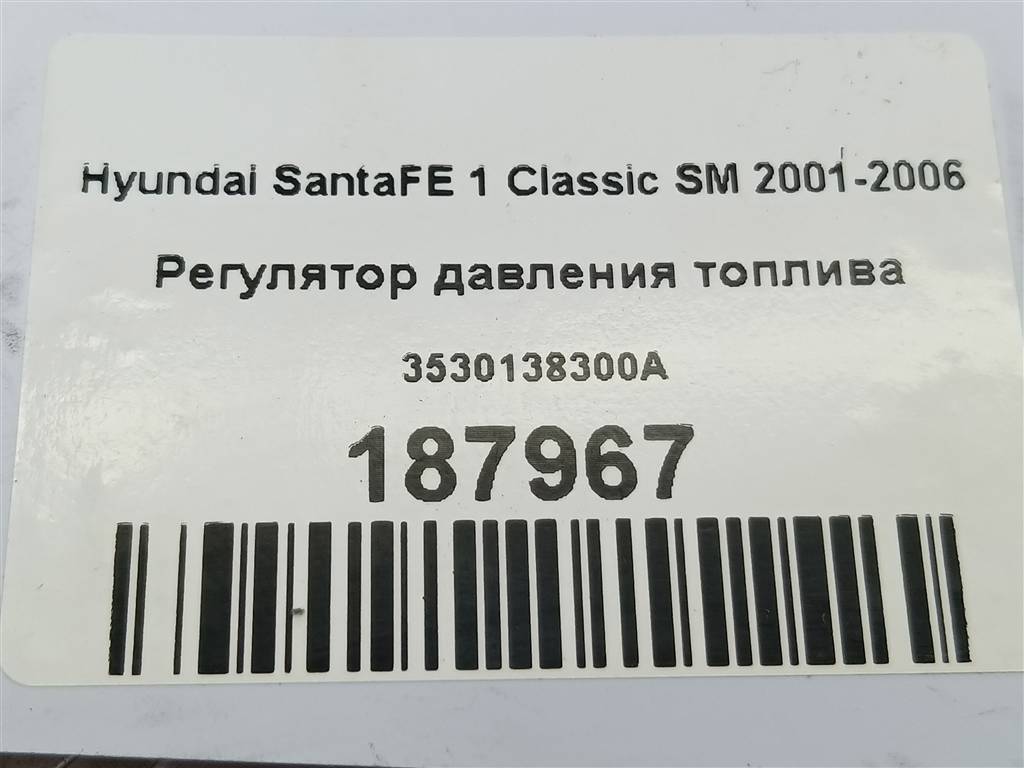 Hyundai SantaFE 1 Classic SM 2001-2006
Регулятор давления топлива
3530138300A
187967